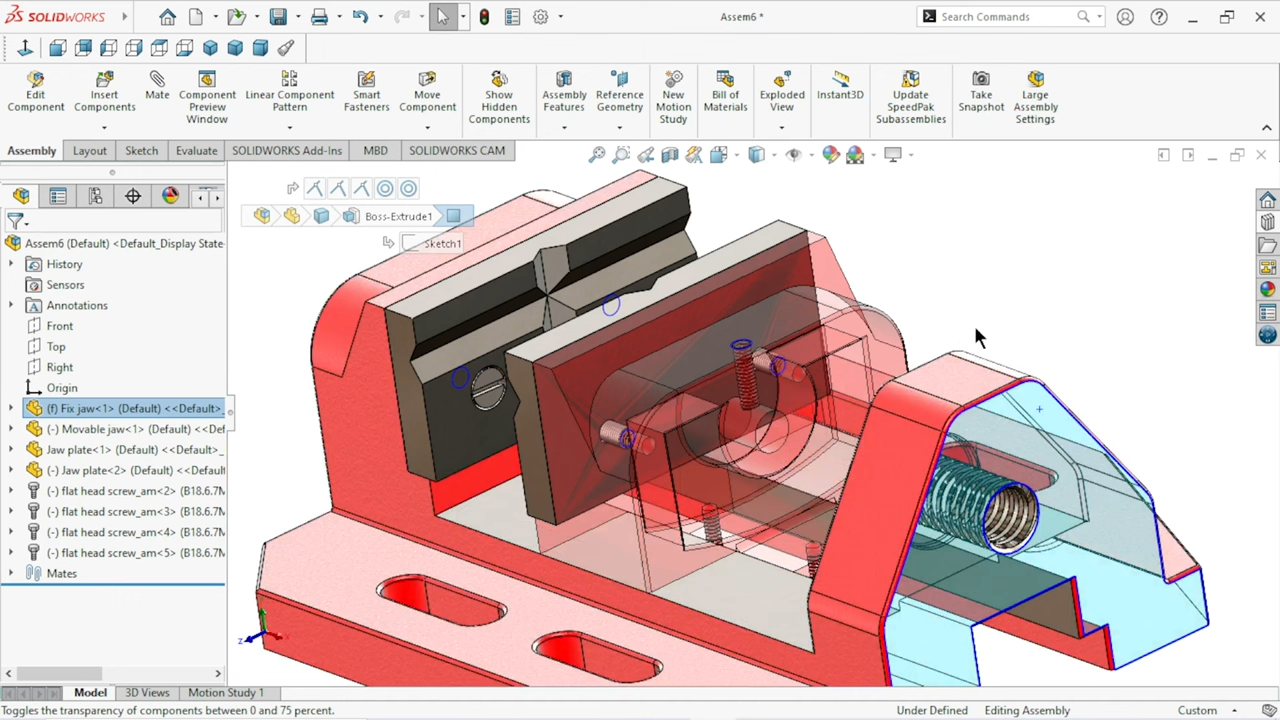 SOLIDWORKS
Assem6 *
Search Commands
Edit Component
Insert Components
Mate
Component Preview Window
Linear Component Pattern
Smart Fasteners
Move Component
Show Hidden Components
Assembly Features
Reference Geometry
New Motion Study
Bill of Materials
Exploded View
Instant3D
Update SpeedPak Subassemblies
Take Snapshot
Large Assembly Settings
Assembly
Layout
Sketch
Evaluate
SOLIDWORKS Add-Ins
MBD
SOLIDWORKS CAM
Boss-Extrude1
Sketch1
Assem6 (Default) <Default_Display State
History
Sensors
Annotations
Front
Top
Right
Origin
(f) Fix jaw<1> (Default) <<Default>_
(-) Movable jaw<1> (Default) <<Def
Jaw plate<1> (Default) <<Default>_
(-) Jaw plate<2> (Default) <<Default
(-) flat head screw_am<2> (B18.6.7M
(-) flat head screw_am<3> (B18.6.7M
(-) flat head screw_am<4> (B18.6.7M
(-) flat head screw_am<5> (B18.6.7M
Mates
z
x
Model
3D Views
Motion Study 1
Toggles the transparency of components between 0 and 75 percent.
Under Defined
Editing Assembly
Custom